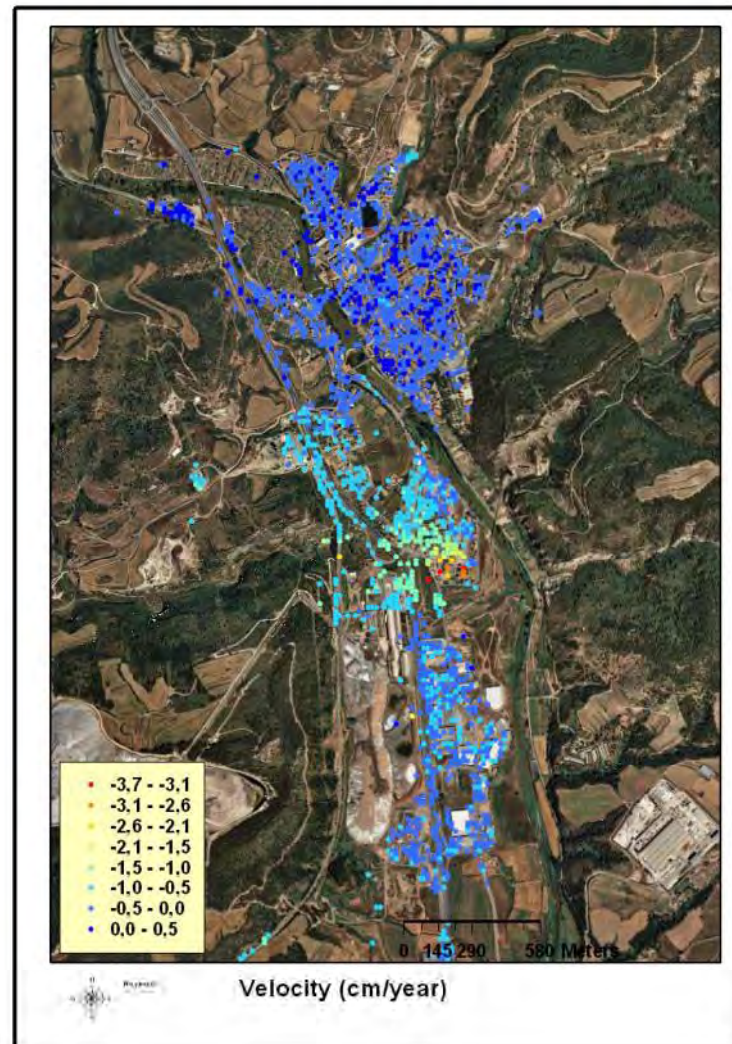 -3,7 - -3,1
-3,1 - -2,6
-2,6 - -2,1
-2,1 - -1,5
-1,5 - -1,0
-1,0 - -0,5
-0,5 - 0,0
0,0 - 0,5
0 145 290 580 Meters
Velocity (cm/year)